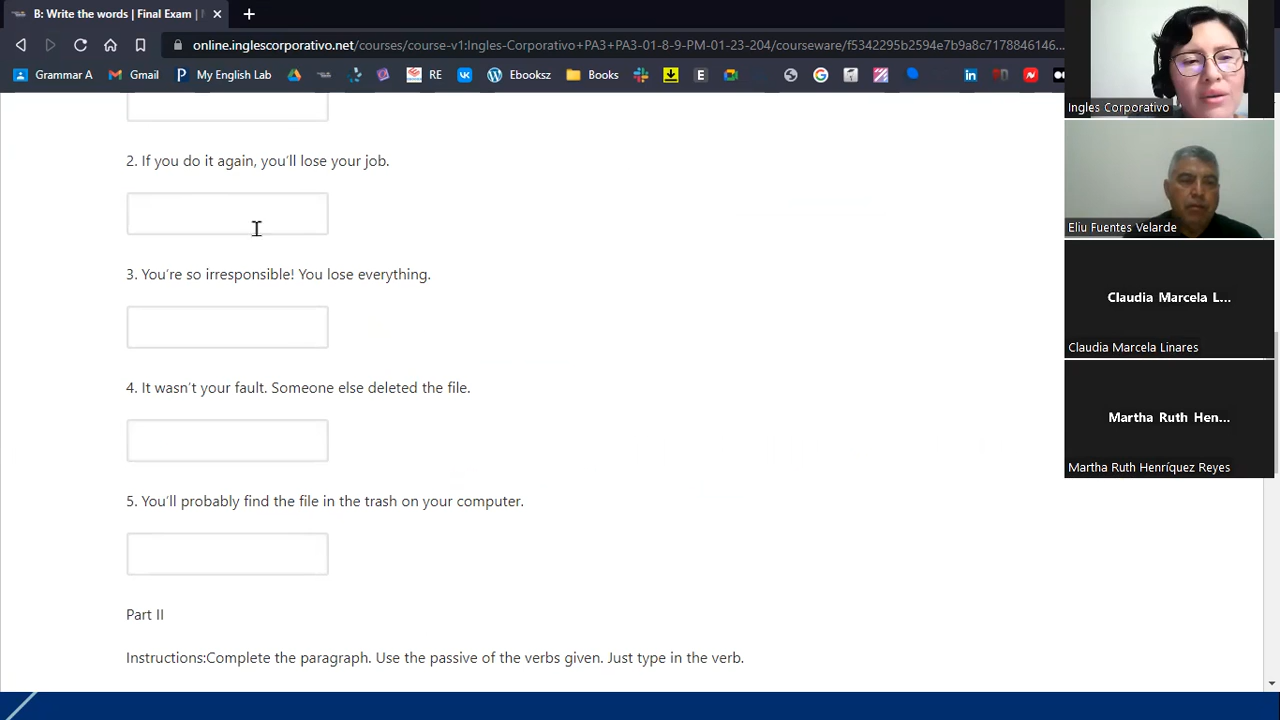 B: Write the words | Final Exam |
online.inglescorporativo.net/courses/course-v1:Ingles-Corporativo+PA3+PA3-01-8-9-PM-01-23-204/courseware/f5342295b2594e7b9a8c7178846146...
Grammar A
Gmail
My English Lab
RE
Ebooksz
Books
E
Ingles Corporativo
2. If you do it again, you'll lose your job.
Eliu Fuentes Velarde
3. You're so irresponsible! You lose everything.
Claudia Marcela L...
Claudia Marcela Linares
4. It wasn't your fault. Someone else deleted the file.
Martha Ruth Hen...
Martha Ruth Henríquez Reyes
5. You'll probably find the file in the trash on your computer.
Part II
Instructions:Complete the paragraph. Use the passive of the verbs given. Just type in the verb.